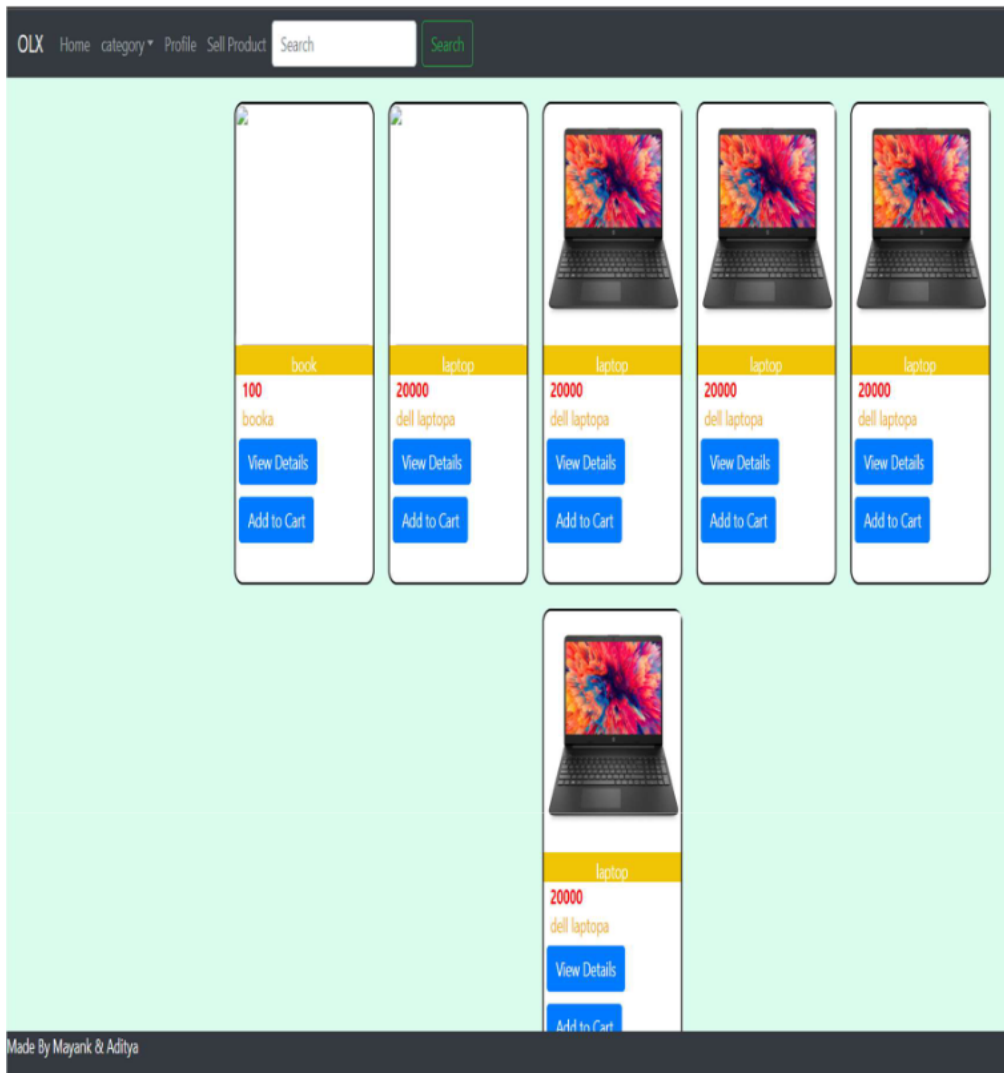 OLX Home category Profile Sell Product Search Search
book laptop laptop laptop laptop
100 20000 20000 20000 20000
booka dell laptopa dell laptopa dell laptopa dell laptopa
View Details View Details View Details View Details View Details
Add to Cart Add to Cart Add to Cart Add to Cart Add to Cart
laptop
20000
dell laptopa
View Details
Add to Cart
Made By Mayank & Aditya